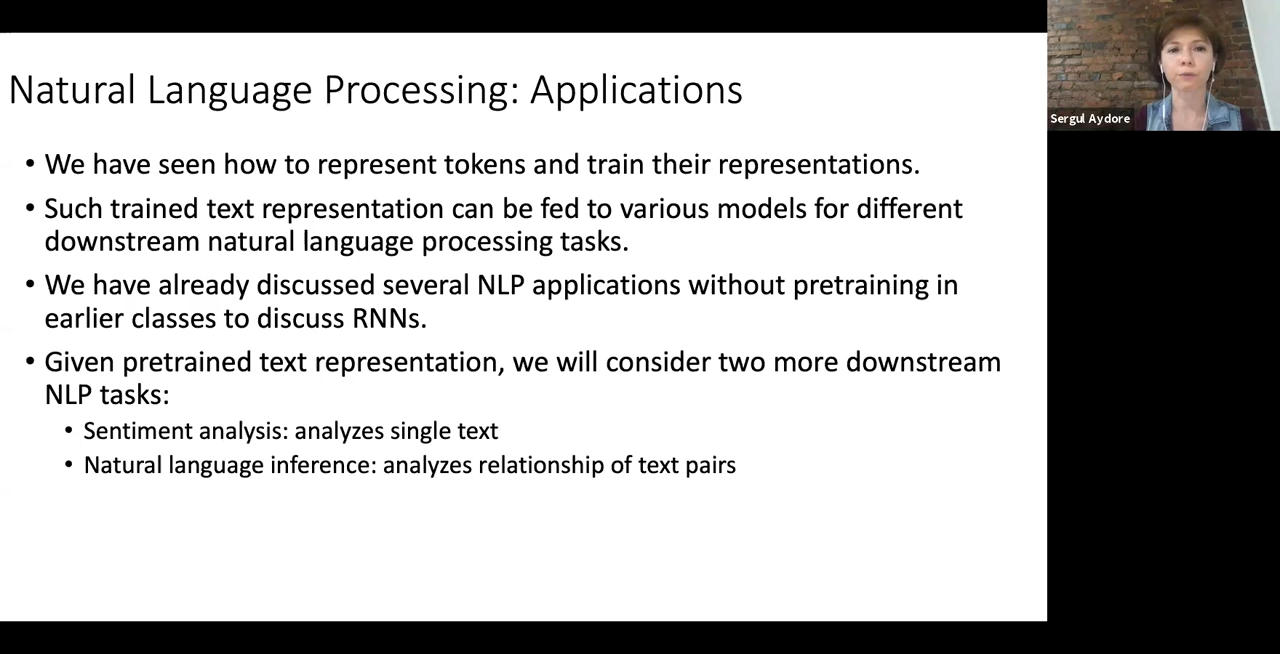 Natural Language Processing: Applications
• We have seen how to represent tokens and train their representations.
• Such trained text representation can be fed to various models for different
downstream natural language processing tasks.
• We have already discussed several NLP applications without pretraining in
earlier classes to discuss RNNs.
• Given pretrained text representation, we will consider two more downstream
NLP tasks:
• Sentiment analysis: analyzes single text
• Natural language inference: analyzes relationship of text pairs
Sergul Aydore